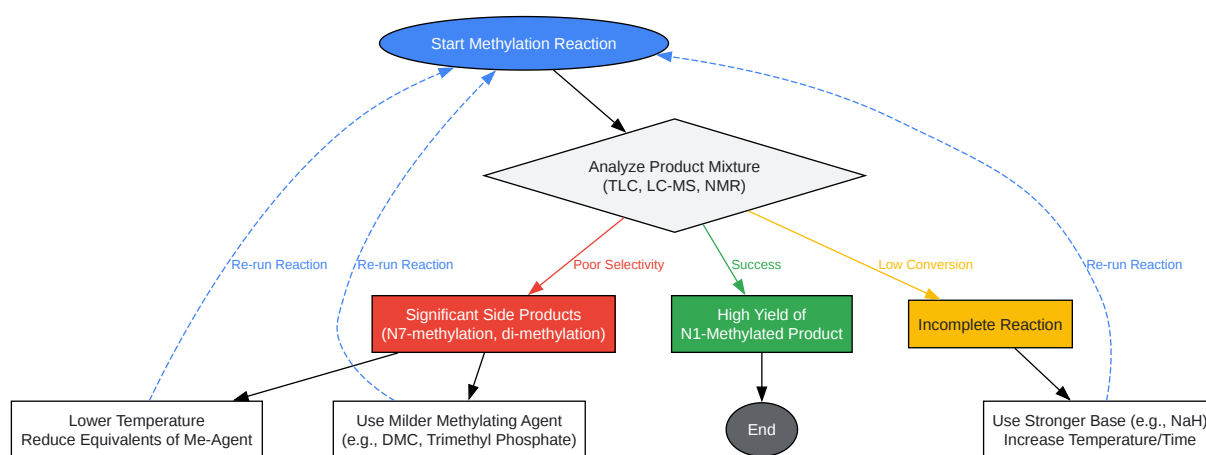 Start Methylation Reaction
Analyze Product Mixture
(TLC, LC-MS, NMR)
Re-run Reaction
Re-run Reaction
Poor Selectivity
Success
Low Conversion
Re-run Reaction
Significant Side Products
(N7-methylation, di-methylation)
High Yield of
N1-Methylated Product
Incomplete Reaction
Lower Temperature
Reduce Equivalents of Me-Agent
Use Milder Methylating Agent
(e.g., DMC, Trimethyl Phosphate)
End
Use Stronger Base (e.g., NaH)
Increase Temperature/Time